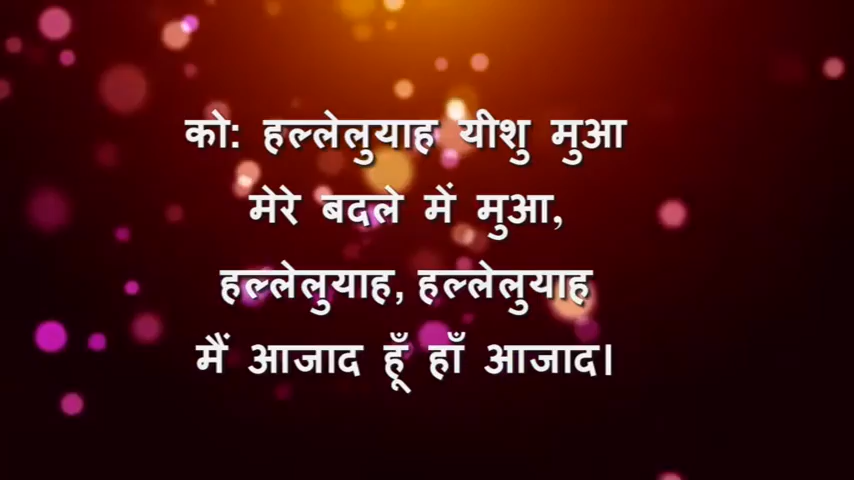 को: हल्लेलुयाह यीशु मुआ
मेरे बदले में मुआ,
हल्लेलुयाह, हल्लेलुयाह
मैं आजाद हूँ हाँ आजाद।